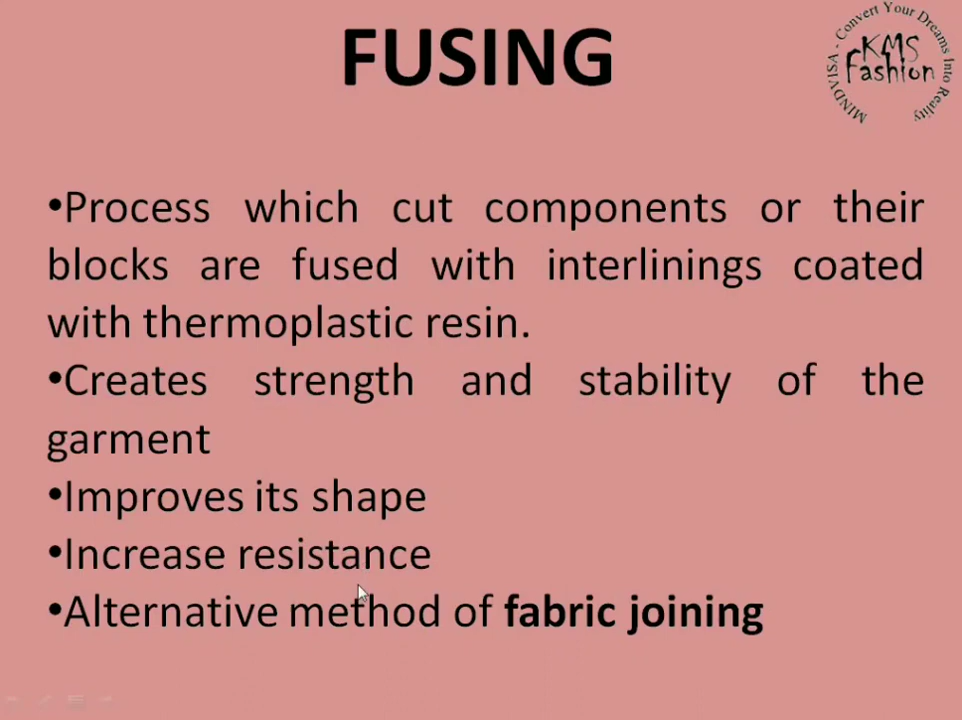 FUSING
MINDVISA - Convert Your Dreams Into Reality
KMS
Fashion
•Process which cut components or their
blocks are fused with interlinings coated
with thermoplastic resin.
•Creates strength and stability of the
garment
•Improves its shape
•Increase resistance
•Alternative method of fabric joining